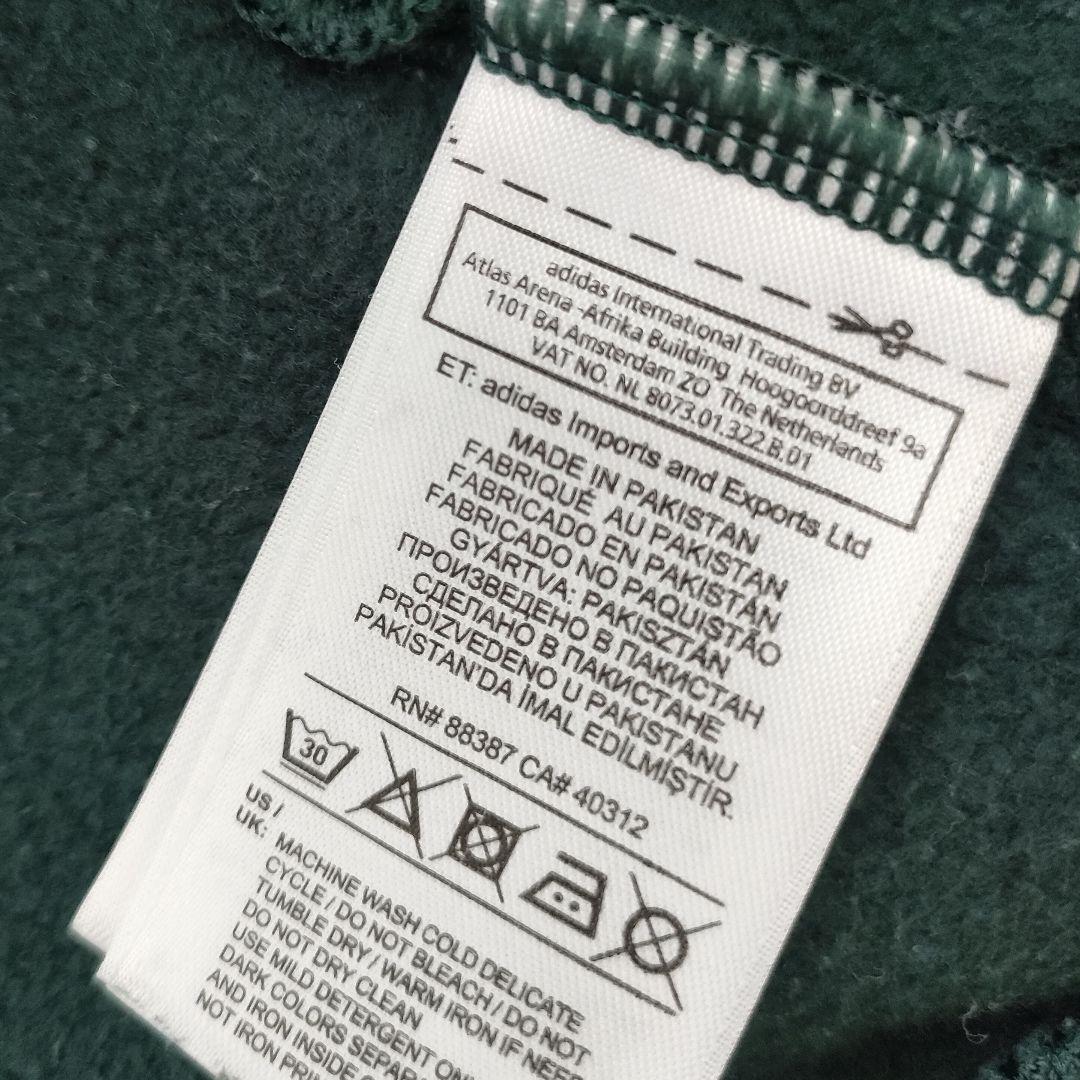 adidas International Trading BV
Atlas Arena -Afrika Building, Hoogoorddreef 9a
1101 BA Amsterdam ZO The Netherlands
VAT NO. NL 8073.01.322.B.01
ET: adidas Imports and Exports Ltd
MADE IN PAKISTAN
FABRIQUÉ AU PAKISTAN
FABRICADO EN PAKISTÁN
FABRICADO NO PAQUISTÃO
GYÁRTVA: PAKISZTÁN
ПРОИЗВЕДЕНО В ПАКИСТАН
СДЕЛАНО В ПАКИСТАНЕ
PROIZVEDENO U PAKISTANU
PAKİSTAN'DA İMAL EDİLMİŞTİR.
RN# 88387 CA# 40312
30
US /
UK: MACHINE WASH COLD DELICATE
CYCLE / DO NOT BLEACH / DO NOT
TUMBLE DRY / WARM IRON IF
DO NOT DRY CLEAN
USE MILD DETERGENT
DARK COLORS
AND IRON INSIDE
NOT IRON